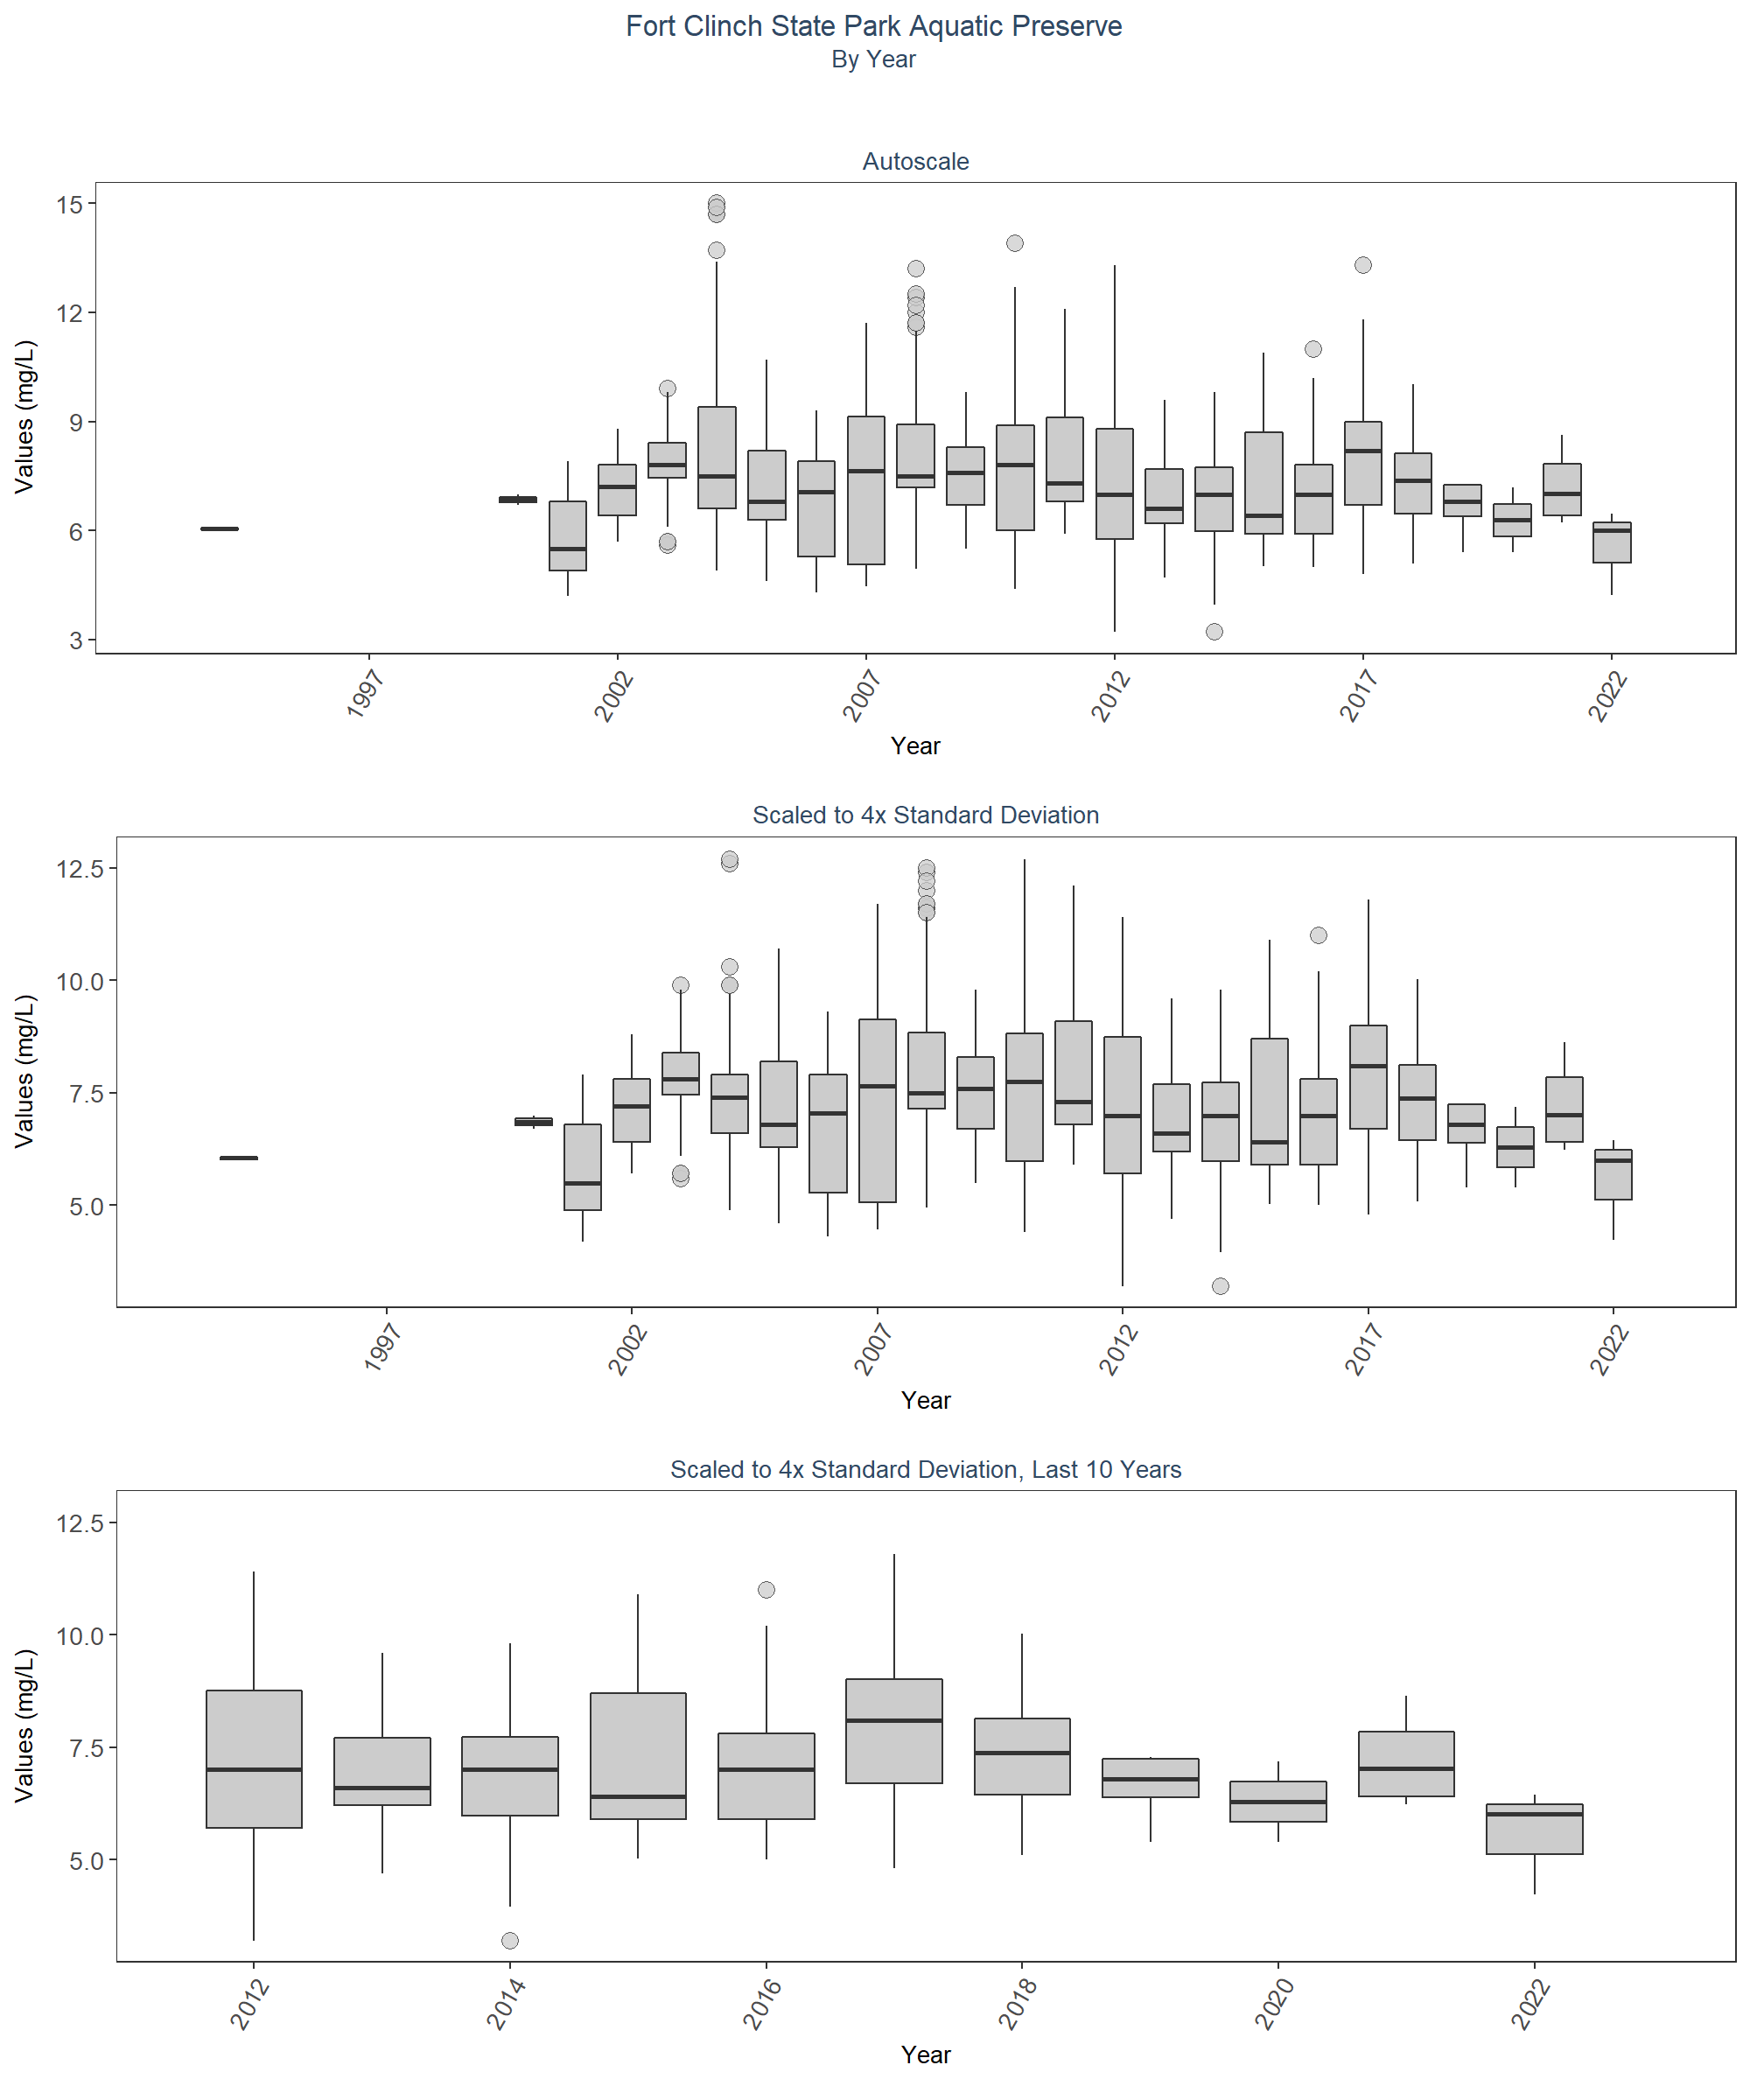 Fort Clinch State Park Aquatic Preserve
By Year
Autoscale
Values (mg/L)
15
12
9
6
3
1997
2002
2007
2012
2017
2022
Year
Scaled to 4x Standard Deviation
Values (mg/L)
12.5
10.0
7.5
5.0
1997
2002
2007
2012
2017
2022
Year
Scaled to 4x Standard Deviation, Last 10 Years
Values (mg/L)
12.5
10.0
7.5
5.0
2012
2014
2016
2018
2020
2022
Year